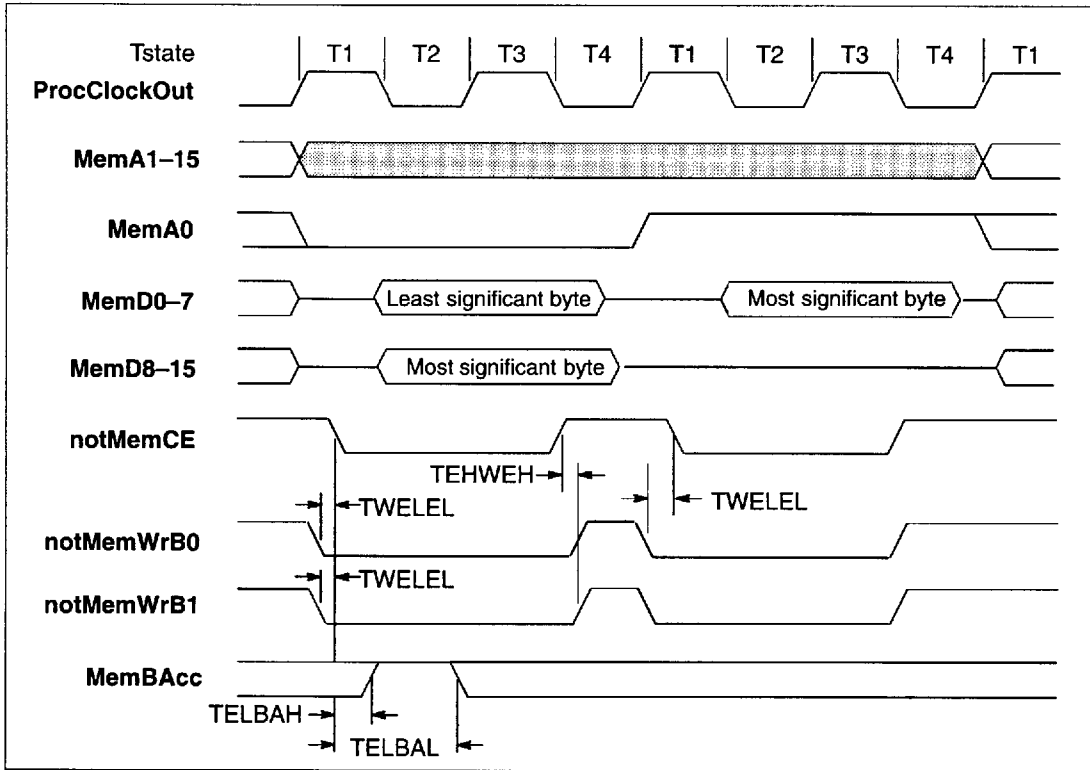 Tstate T1 T2 T3 T4 T1 T2 T3 T4 T1
ProcClockOut
MemA1–15
MemA0
MemD0–7 Least significant byte Most significant byte
MemD8–15 Most significant byte
notMemCE
TEHWEH
TWELEL TWELEL
notMemWrB0
TWELEL
notMemWrB1
MemBAcc
TELBAH
TELBAL